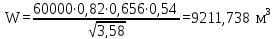 W = 60000·0,82·0,656·0,54 / √3,58 = 9211,738 м³